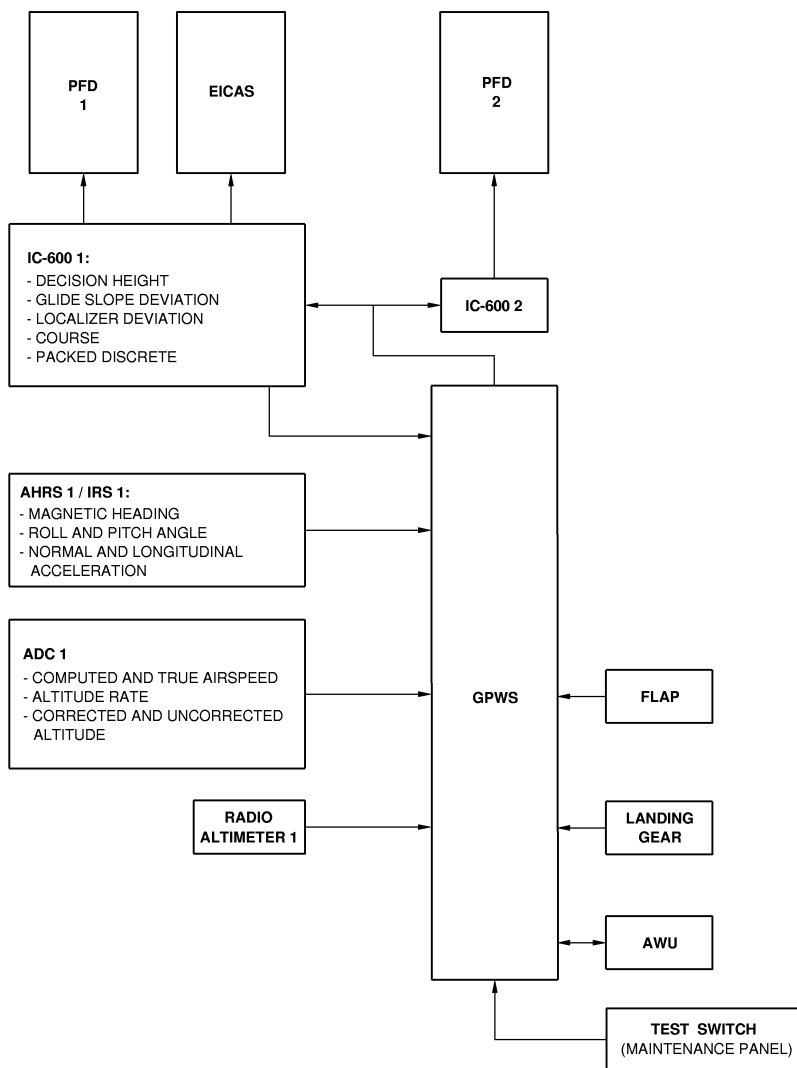 PFD
1
EICAS
PFD
2
IC-600 1:
- DECISION HEIGHT
- GLIDE SLOPE DEVIATION
- LOCALIZER DEVIATION
- COURSE
- PACKED DISCRETE
IC-600 2
AHRS 1 / IRS 1:
- MAGNETIC HEADING
- ROLL AND PITCH ANGLE
- NORMAL AND LONGITUDINAL
ACCELERATION
ADC 1
- COMPUTED AND TRUE AIRSPEED
- ALTITUDE RATE
- CORRECTED AND UNCORRECTED
ALTITUDE
GPWS
FLAP
RADIO
ALTIMETER 1
LANDING
GEAR
AWU
TEST SWITCH
(MAINTENANCE PANEL)